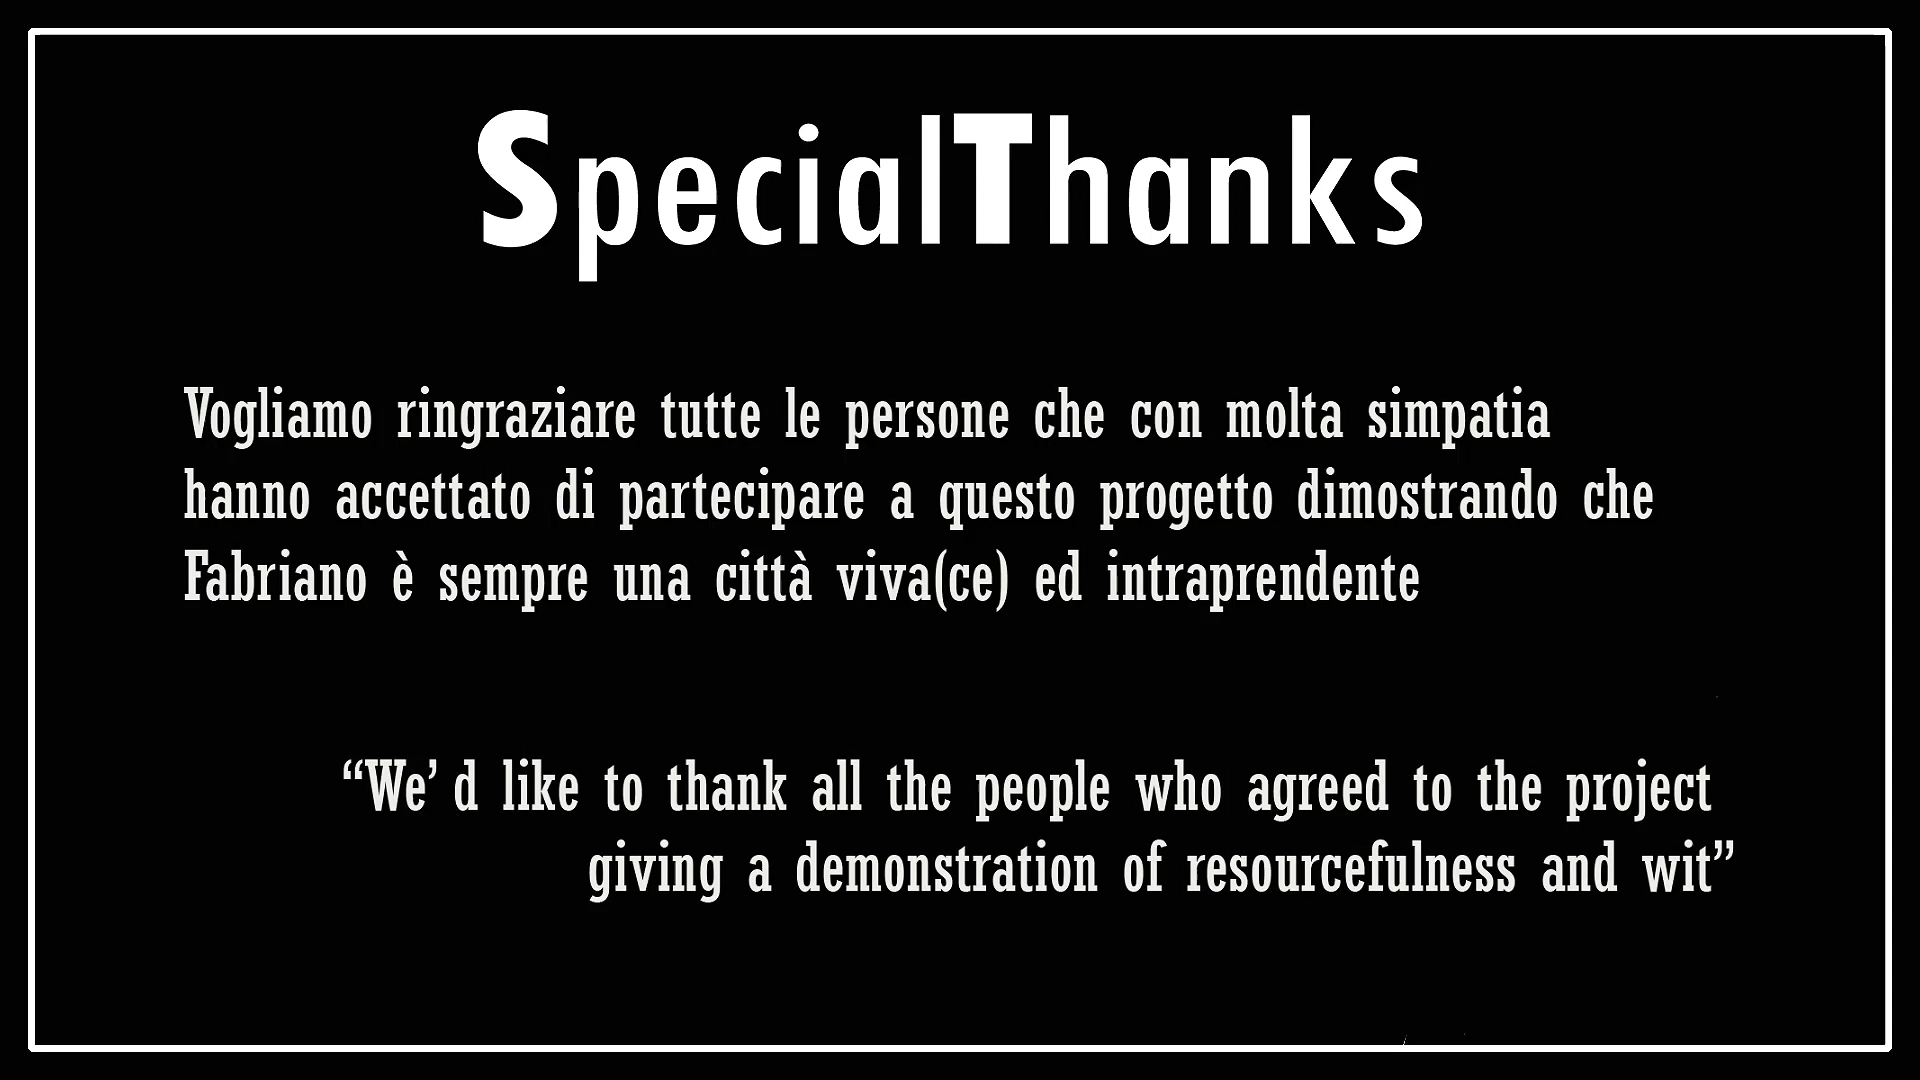 SpecialThanks
Vogliamo ringraziare tutte le persone che con molta simpatia
hanno accettato di partecipare a questo progetto dimostrando che
Fabriano è sempre una città viva(ce) ed intraprendente
“We’ d like to thank all the people who agreed to the project
giving a demonstration of resourcefulness and wit”